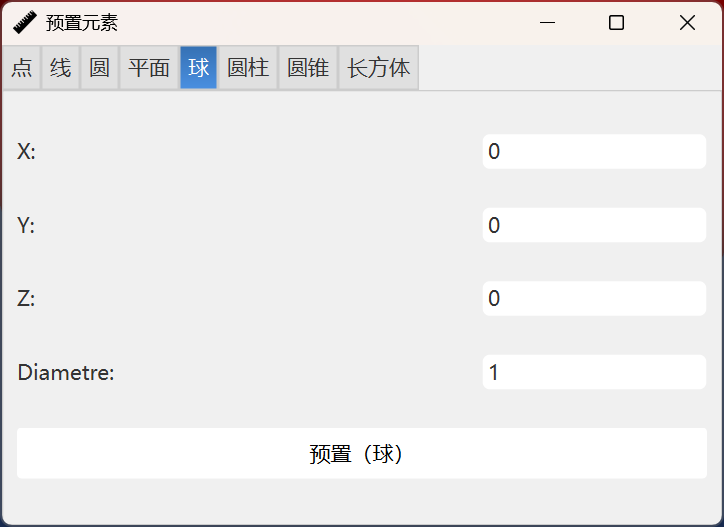 预置元素
点 线 圆 平面 球 圆柱 圆锥 长方体
X: 0
Y: 0
Z: 0
Diametre: 1
预置（球）